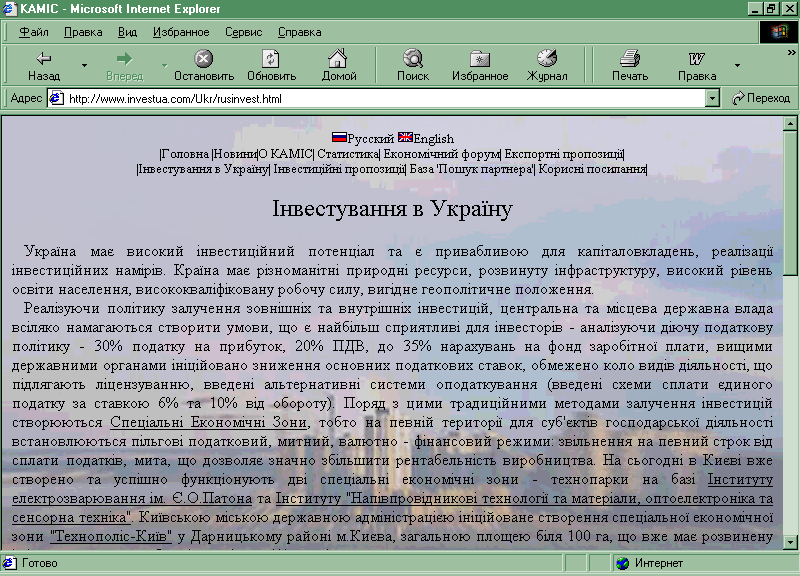 KAMIC - Microsoft Internet Explorer
Файл Правка Вид Избранное Сервис Справка
Назад Вперед Остановить Обновить Домой Поиск Избранное Журнал Печать Правка
Адрес http://www.investua.com/Ukr/rusinvest.html Переход
Русский English
|Головна |Новини|О КАМІС| Статистика| Економічний форум| Експортні пропозиції|
|Інвестування в Україну| Інвестиційні пропозиції| База 'Пошук партнера'| Корисні посилання|
Інвестування в Україну
Україна має високий інвестиційний потенціал та є привабливою для капіталовкладень, реалізації
інвестиційних намірів. Країна має різноманітні природні ресурси, розвинуту інфраструктуру, високий рівень
освіти населення, висококваліфіковану робочу силу, вигідне геополітичне положення.
Реалізуючи політику залучення зовнішніх та внутрішніх інвестицій, центральна та місцева державна влада
всіляко намагаються створити умови, що є найбільш сприятливі для інвесторів - аналізуючи діючу податкову
політику - 30% податку на прибуток, 20% ПДВ, до 35% нарахувань на фонд заробітної плати, вищими
державними органами ініційовано зниження основних податкових ставок, обмежено коло видів діяльності, що
підлягають ліцензуванню, введені альтернативні системи оподаткування (введені схеми сплати єдиного
податку за ставкою 6% та 10% від обороту). Поряд з цими традиційними методами залучення інвестицій
створюються Спеціальні Економічні Зони, тобто на певній території для суб'єктів господарської діяльності
встановлюються пільгові податковий, митний, валютно - фінансовий режими: звільнення на певний строк від
сплати податків, мита, що дозволяє значно збільшити рентабельність виробництва. На сьогодні в Києві вже
створено та успішно функціонують дві спеціальні економічні зони - технопарки на базі Інституту
електрозварювання ім. Є.О.Патона та Інституту "Напівпровідникові технології та матеріали, оптоелектроніка та
сенсорна техніка". Київською міською державною адміністрацією ініційоване створення спеціальної економічної
зони "Технополіс-Київ" у Дарницькому районі м.Києва, загальною площею біля 100 га, що вже має розвинену
Готово Интернет